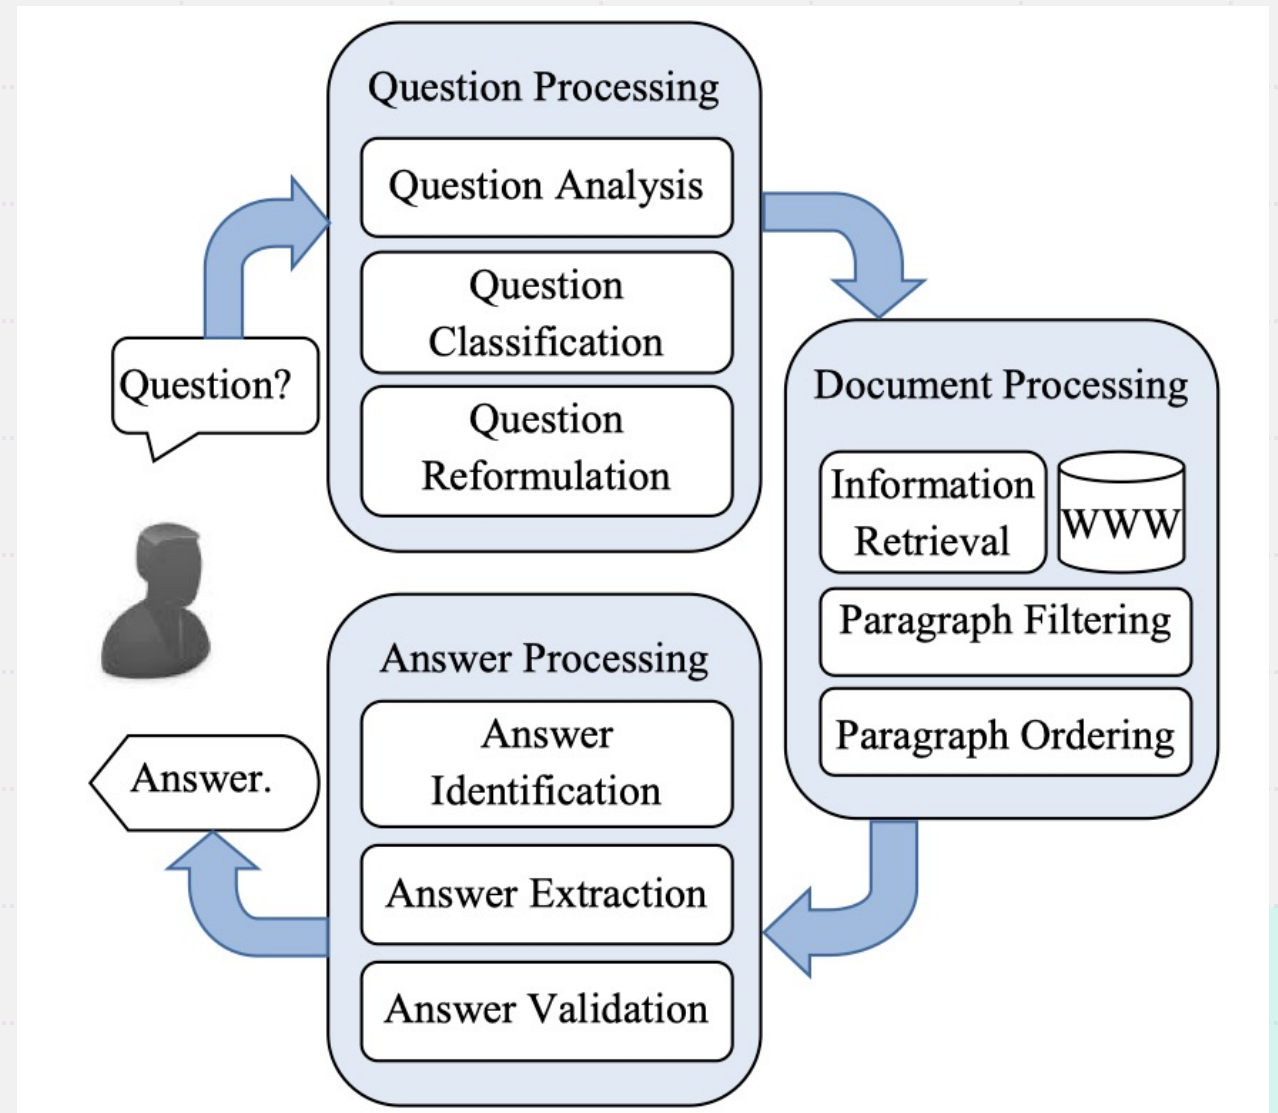 Question Processing
Question Analysis
Question
Classification
Question
Reformulation
Question?
Document Processing
Information
Retrieval
WWW
Paragraph Filtering
Paragraph Ordering
Answer Processing
Answer
Identification
Answer Extraction
Answer Validation
Answer.